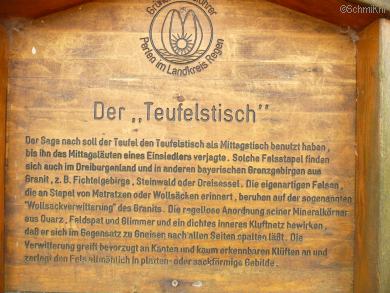 ©SchmiKn
Perlen im Landkreis Regen
Der „Teufelstisch"
Der Sage nach soll der Teufel den Teufelstisch als Mittagstisch benutzt haben,
bis ihn das Mittagsläuten eines Einsiedlers verjagte. Solche Felsstapel finden
sich auch im Dreiburgenland und in anderen bayerischen Grenzgebirgen aus
Granit, z. B. Fichtelgebirge, Steinwald oder Dreisessel. Die eigenartigen Felsen,
die an Stapel von Matratzen oder Wollsäcken erinnert, beruhen auf der sogenannten
"Wollsackverwitterung" des Granits. Die regellose Anordnung seiner Mineralkörner
aus Quarz, Feldspat und Glimmer und ein dichtes inneres Kluftnetz bewirken,
daß er sich im Gegensatz zu Gneisen nach allen Seiten spalten läßt. Die
Verwitterung greift bevorzugt an Kanten und kaum erkennbaren Klüften an und
zerlegt den Fels allmählich in platten- oder sackförmige Gebilde.